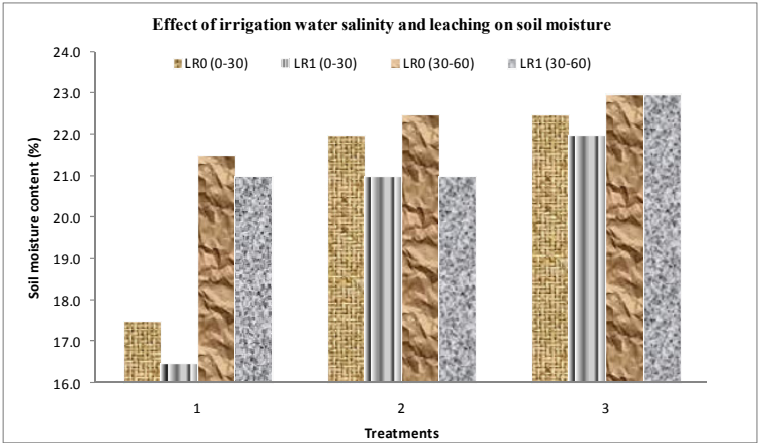 Effect of irrigation water salinity and leaching on soil moisture
LR0 (0-30) LR1 (0-30) LR0 (30-60) LR1 (30-60)
Soil moisture content (%)
24.0
23.0
22.0
21.0
20.0
19.0
18.0
17.0
16.0
1 2 3
Treatments